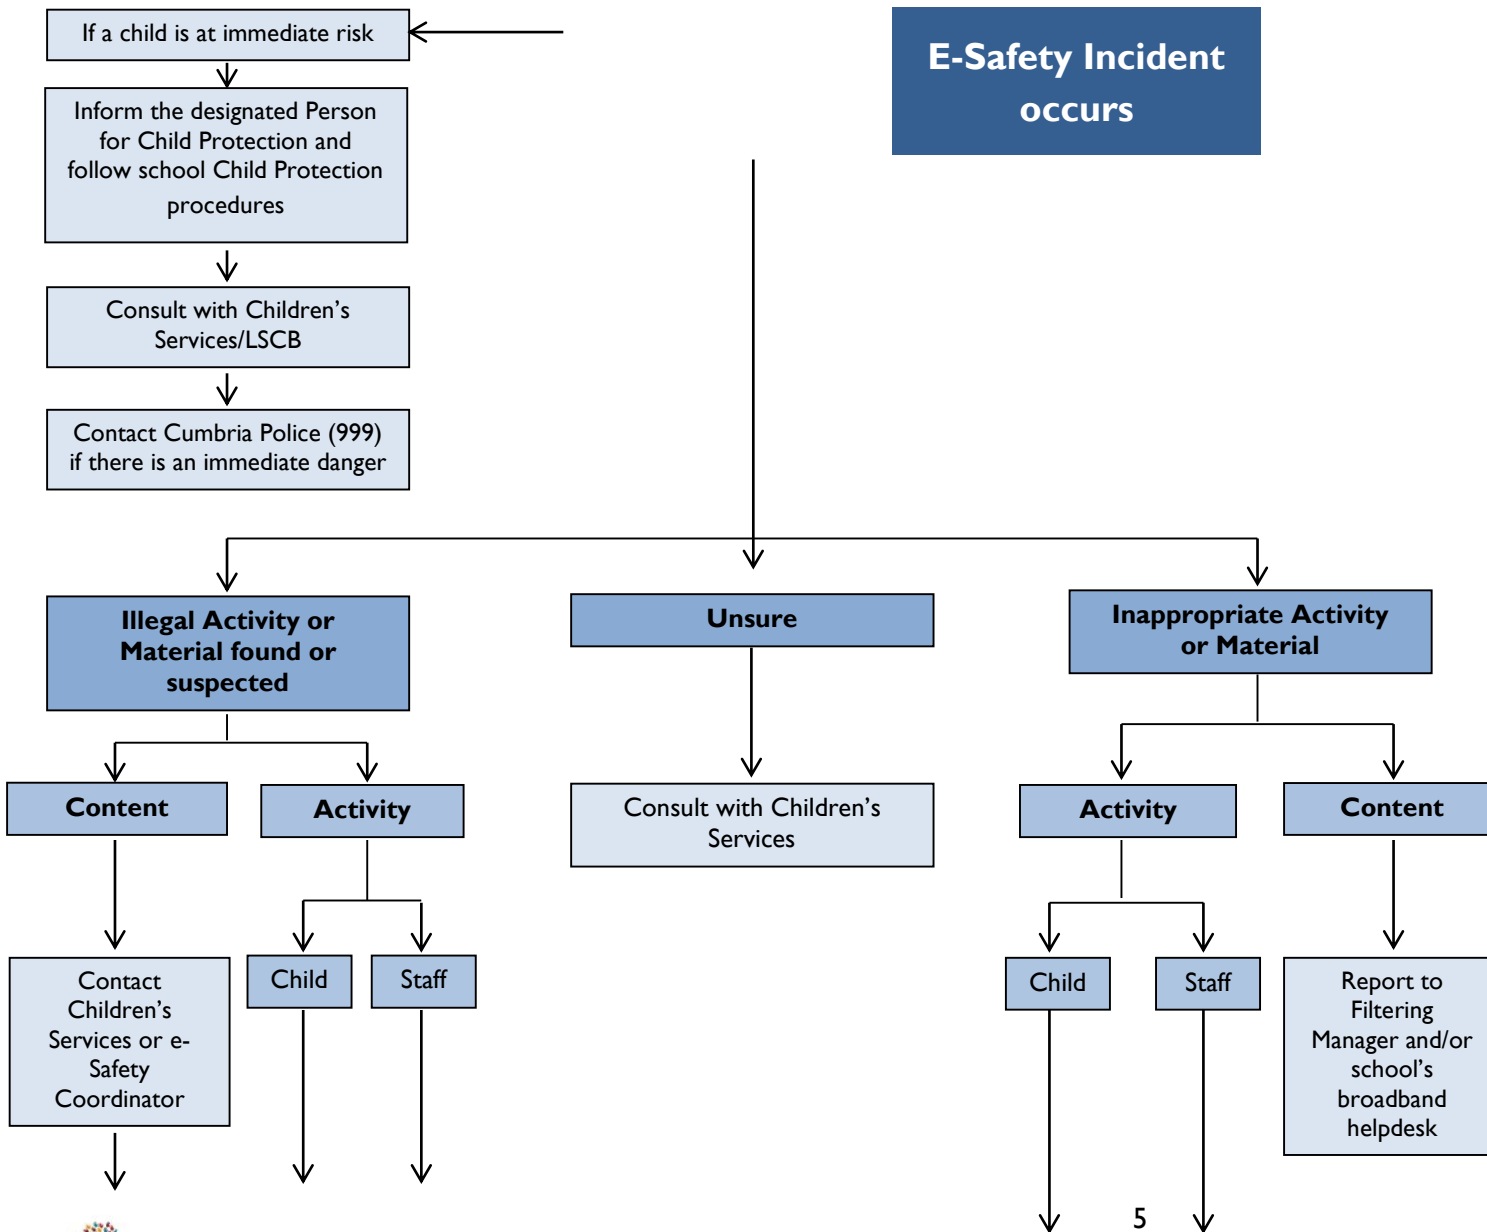 If a child is at immediate risk
E-Safety Incident
occurs
Inform the designated Person
for Child Protection and
follow school Child Protection
procedures
Consult with Children’s
Services/LSCB
Contact Cumbria Police (999)
if there is an immediate danger
Illegal Activity or
Material found or
suspected
Unsure
Inappropriate Activity
or Material
Content
Activity
Consult with Children’s
Services
Activity
Content
Contact
Children’s
Services or e-
Safety
Coordinator
Child
Staff
Child
Staff
Report to
Filtering
Manager and/or
school’s
broadband
helpdesk
5